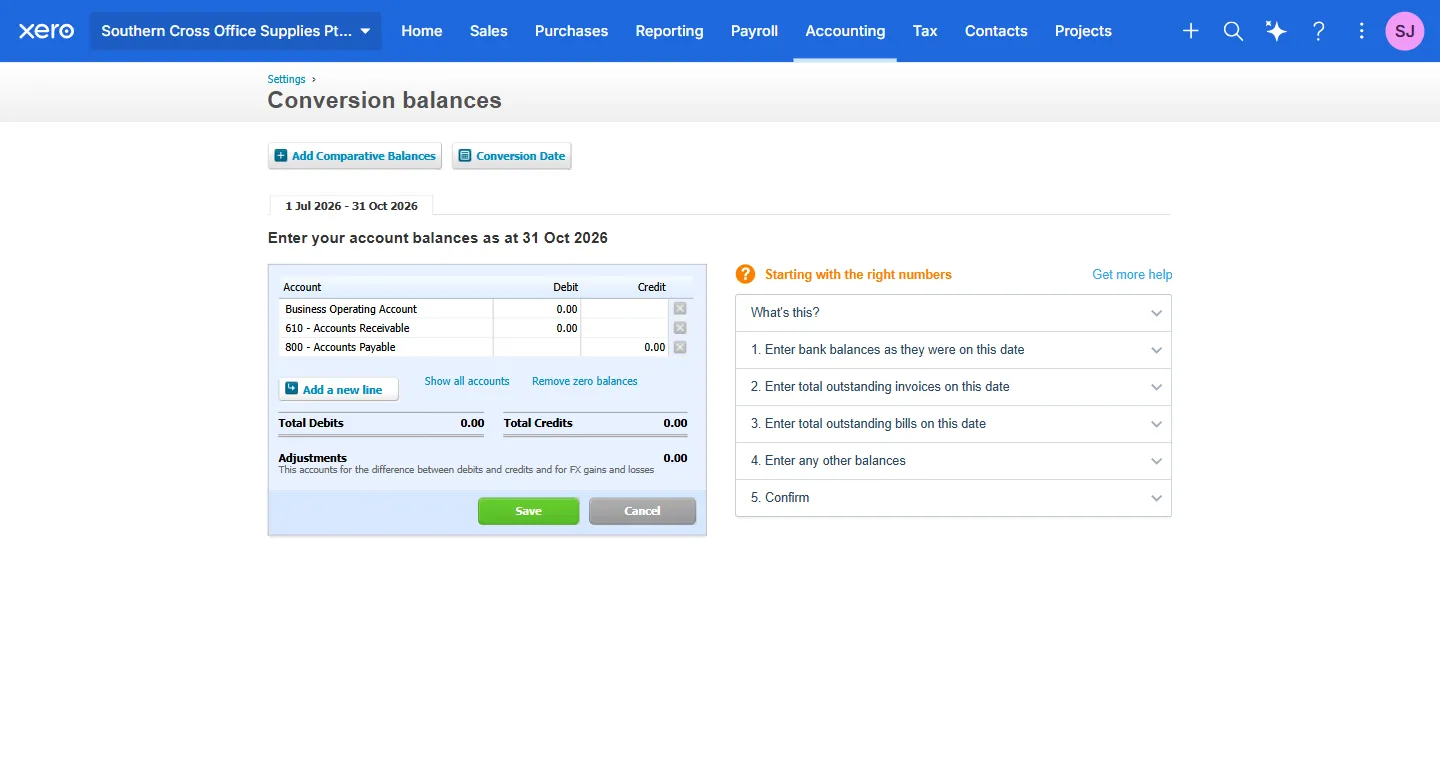 xero Southern Cross Office Supplies Pt... Home Sales Purchases Reporting Payroll Accounting Tax Contacts Projects SJ
Settings ›
Conversion balances
Add Comparative Balances Conversion Date
1 Jul 2026 - 31 Oct 2026
Enter your account balances as at 31 Oct 2026
Account Debit Credit
Business Operating Account 0.00
610 - Accounts Receivable 0.00
800 - Accounts Payable 0.00
Add a new line Show all accounts Remove zero balances
Total Debits 0.00 Total Credits 0.00
Adjustments 0.00
This accounts for the difference between debits and credits and for FX gains and losses
Save Cancel
? Starting with the right numbers Get more help
What's this?
1. Enter bank balances as they were on this date
2. Enter total outstanding invoices on this date
3. Enter total outstanding bills on this date
4. Enter any other balances
5. Confirm